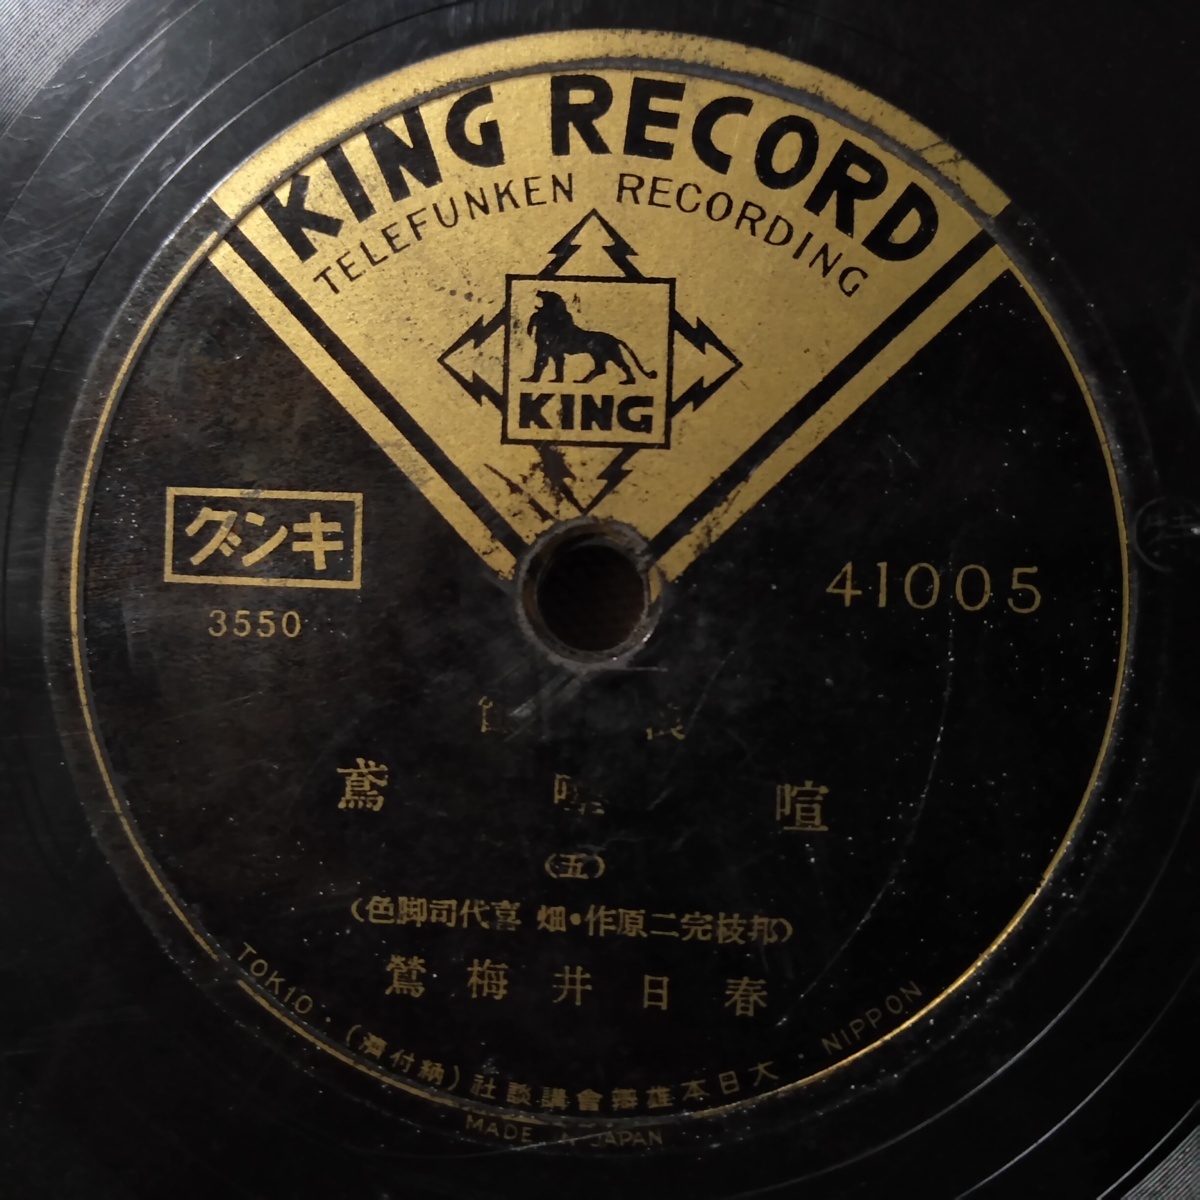 KING RECORD
TELEFUNKEN RECORDING
KING
キング
3550
41005
喧嘩鳶
(五)
(邦枝完二原作・畑 喜代司脚色)
春日井梅鶯
TOKIO・大日本雄辯會講談社(納付濟)・NIPPON
MADE IN JAPAN